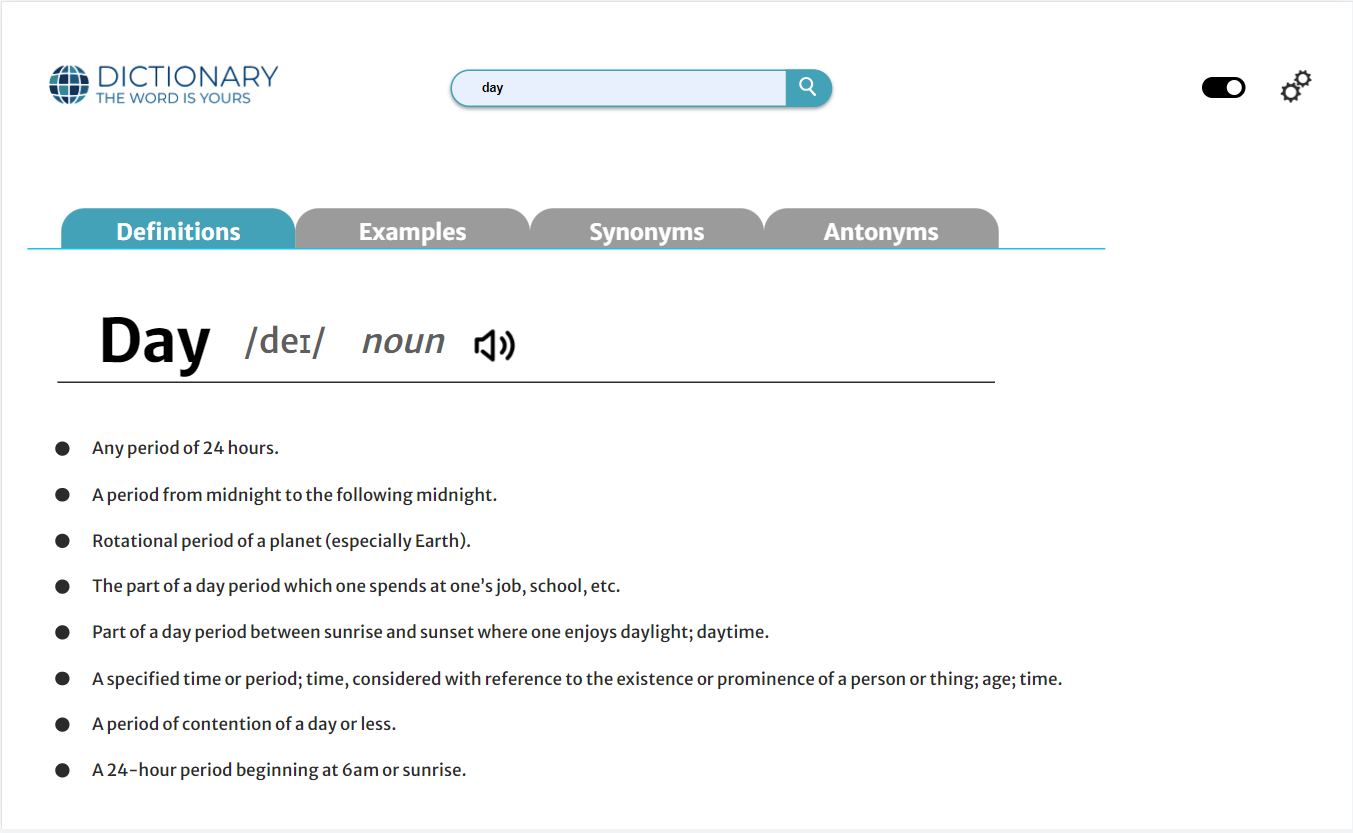 DICTIONARY
THE WORD IS YOURS
day
Definitions
Examples
Synonyms
Antonyms
Day /deɪ/ noun
Any period of 24 hours.
A period from midnight to the following midnight.
Rotational period of a planet (especially Earth).
The part of a day period which one spends at one’s job, school, etc.
Part of a day period between sunrise and sunset where one enjoys daylight; daytime.
A specified time or period; time, considered with reference to the existence or prominence of a person or thing; age; time.
A period of contention of a day or less.
A 24-hour period beginning at 6am or sunrise.